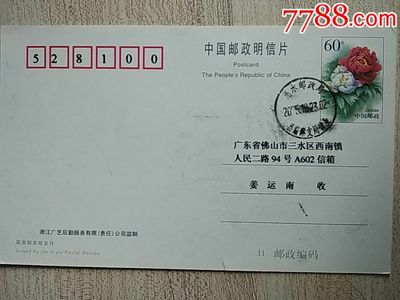 7788.com
528100
中国邮政明信片
Postcard
The People's Republic of China
60分
CHINA
中国邮政
广东省佛山市三水区西南镇
人民二路94号A602信箱
姜运南 收
浙江广艺后勤服务有限(责任)公司监制
国家邮政局发行
Issued by the State Postal Bureau
邮政编码